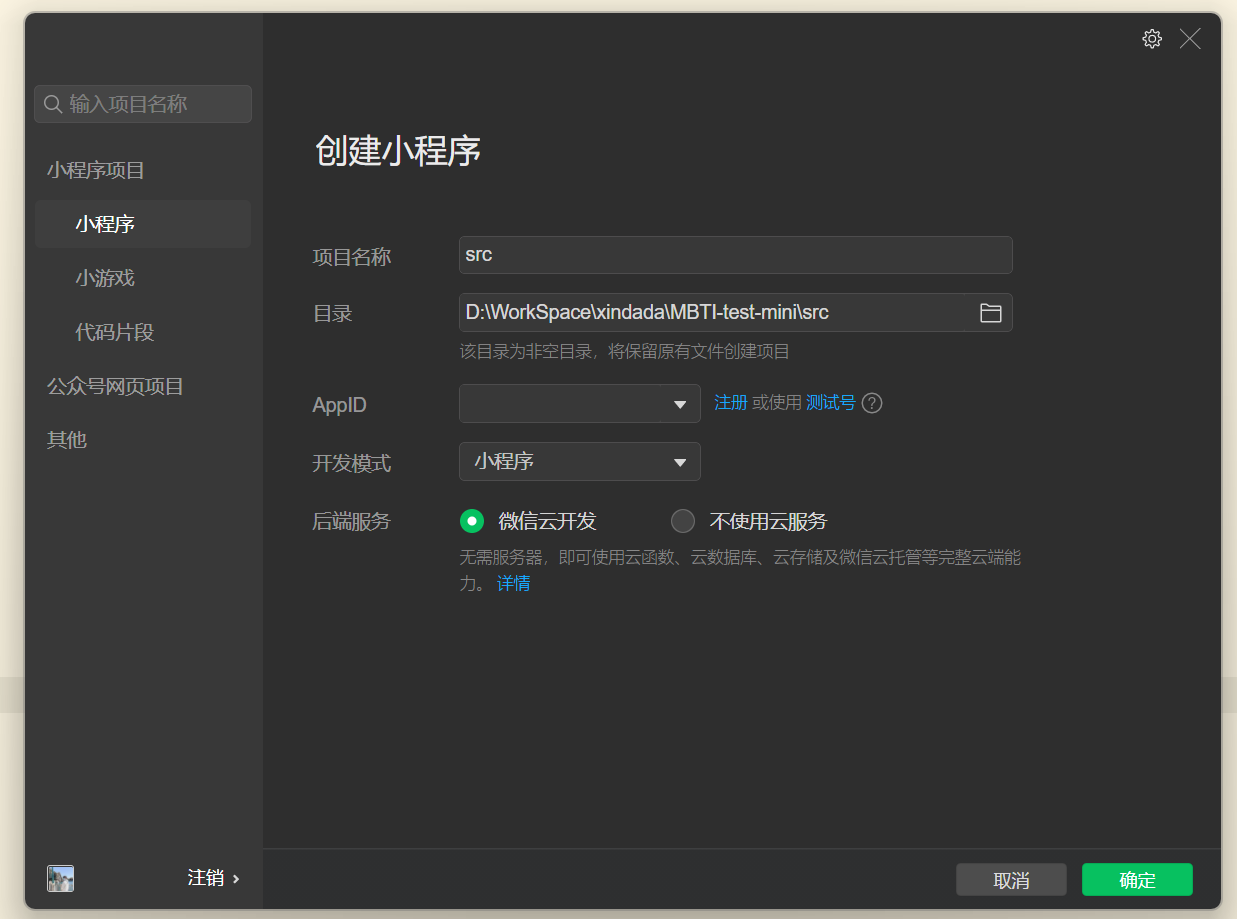 输入项目名称
小程序项目
小程序
小游戏
代码片段
公众号网页项目
其他
注销
创建小程序
项目名称 src
目录 D:\WorkSpace\xindada\MBTI-test-mini\src
该目录为非空目录，将保留原有文件创建项目
AppID 注册 或使用 测试号 ?
开发模式 小程序
后端服务 微信云开发 不使用云服务
无需服务器，即可使用云函数、云数据库、云存储及微信云托管等完整云端能
力。 详情
取消 确定